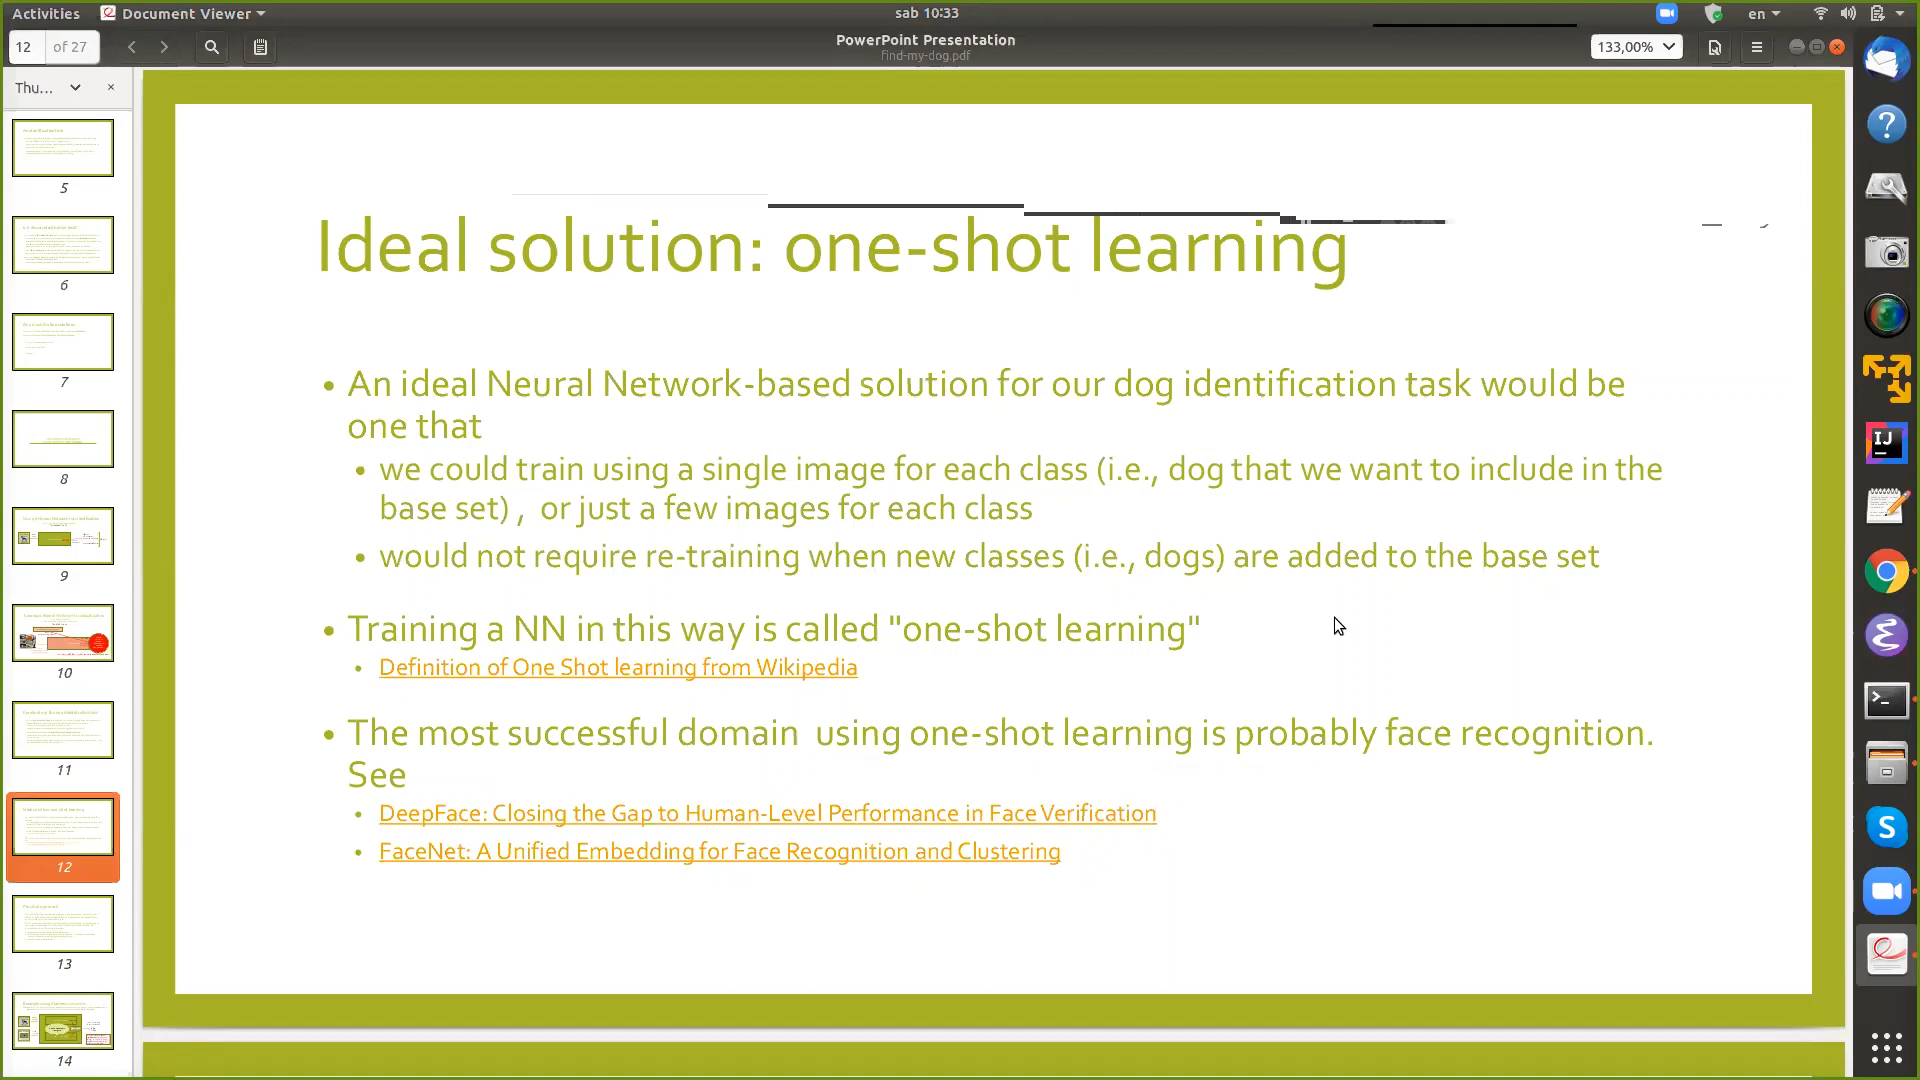 Activities
Document Viewer
sab 10:33
en
12
of 27
PowerPoint Presentation
find-my-dog.pdf
133,00%
Thu...
5
6
7
8
9
10
11
12
13
14
Ideal solution: one-shot learning
• An ideal Neural Network-based solution for our dog identification task would be
one that
• we could train using a single image for each class (i.e., dog that we want to include in the
base set) , or just a few images for each class
• would not require re-training when new classes (i.e., dogs) are added to the base set
• Training a NN in this way is called "one-shot learning"
• Definition of One Shot learning from Wikipedia
• The most successful domain using one-shot learning is probably face recognition.
See
• DeepFace: Closing the Gap to Human-Level Performance in Face Verification
• FaceNet: A Unified Embedding for Face Recognition and Clustering
IJ